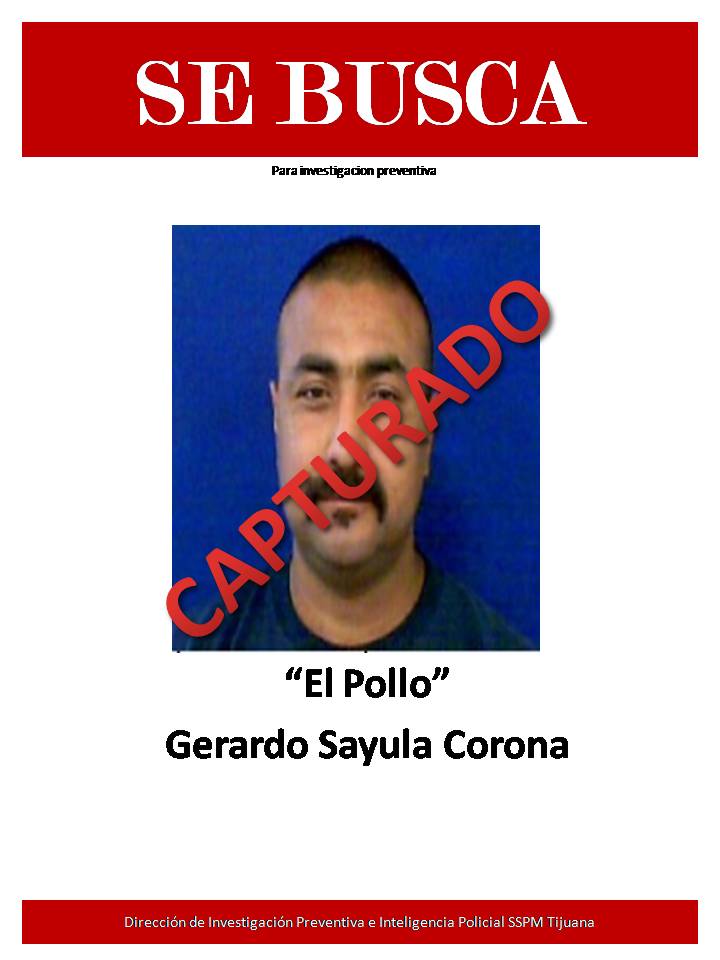 SE BUSCA
Para investigacion preventiva
CAPTURADO
“El Pollo”
Gerardo Sayula Corona
Dirección de Investigación Preventiva e Inteligencia Policial SSPM Tijuana